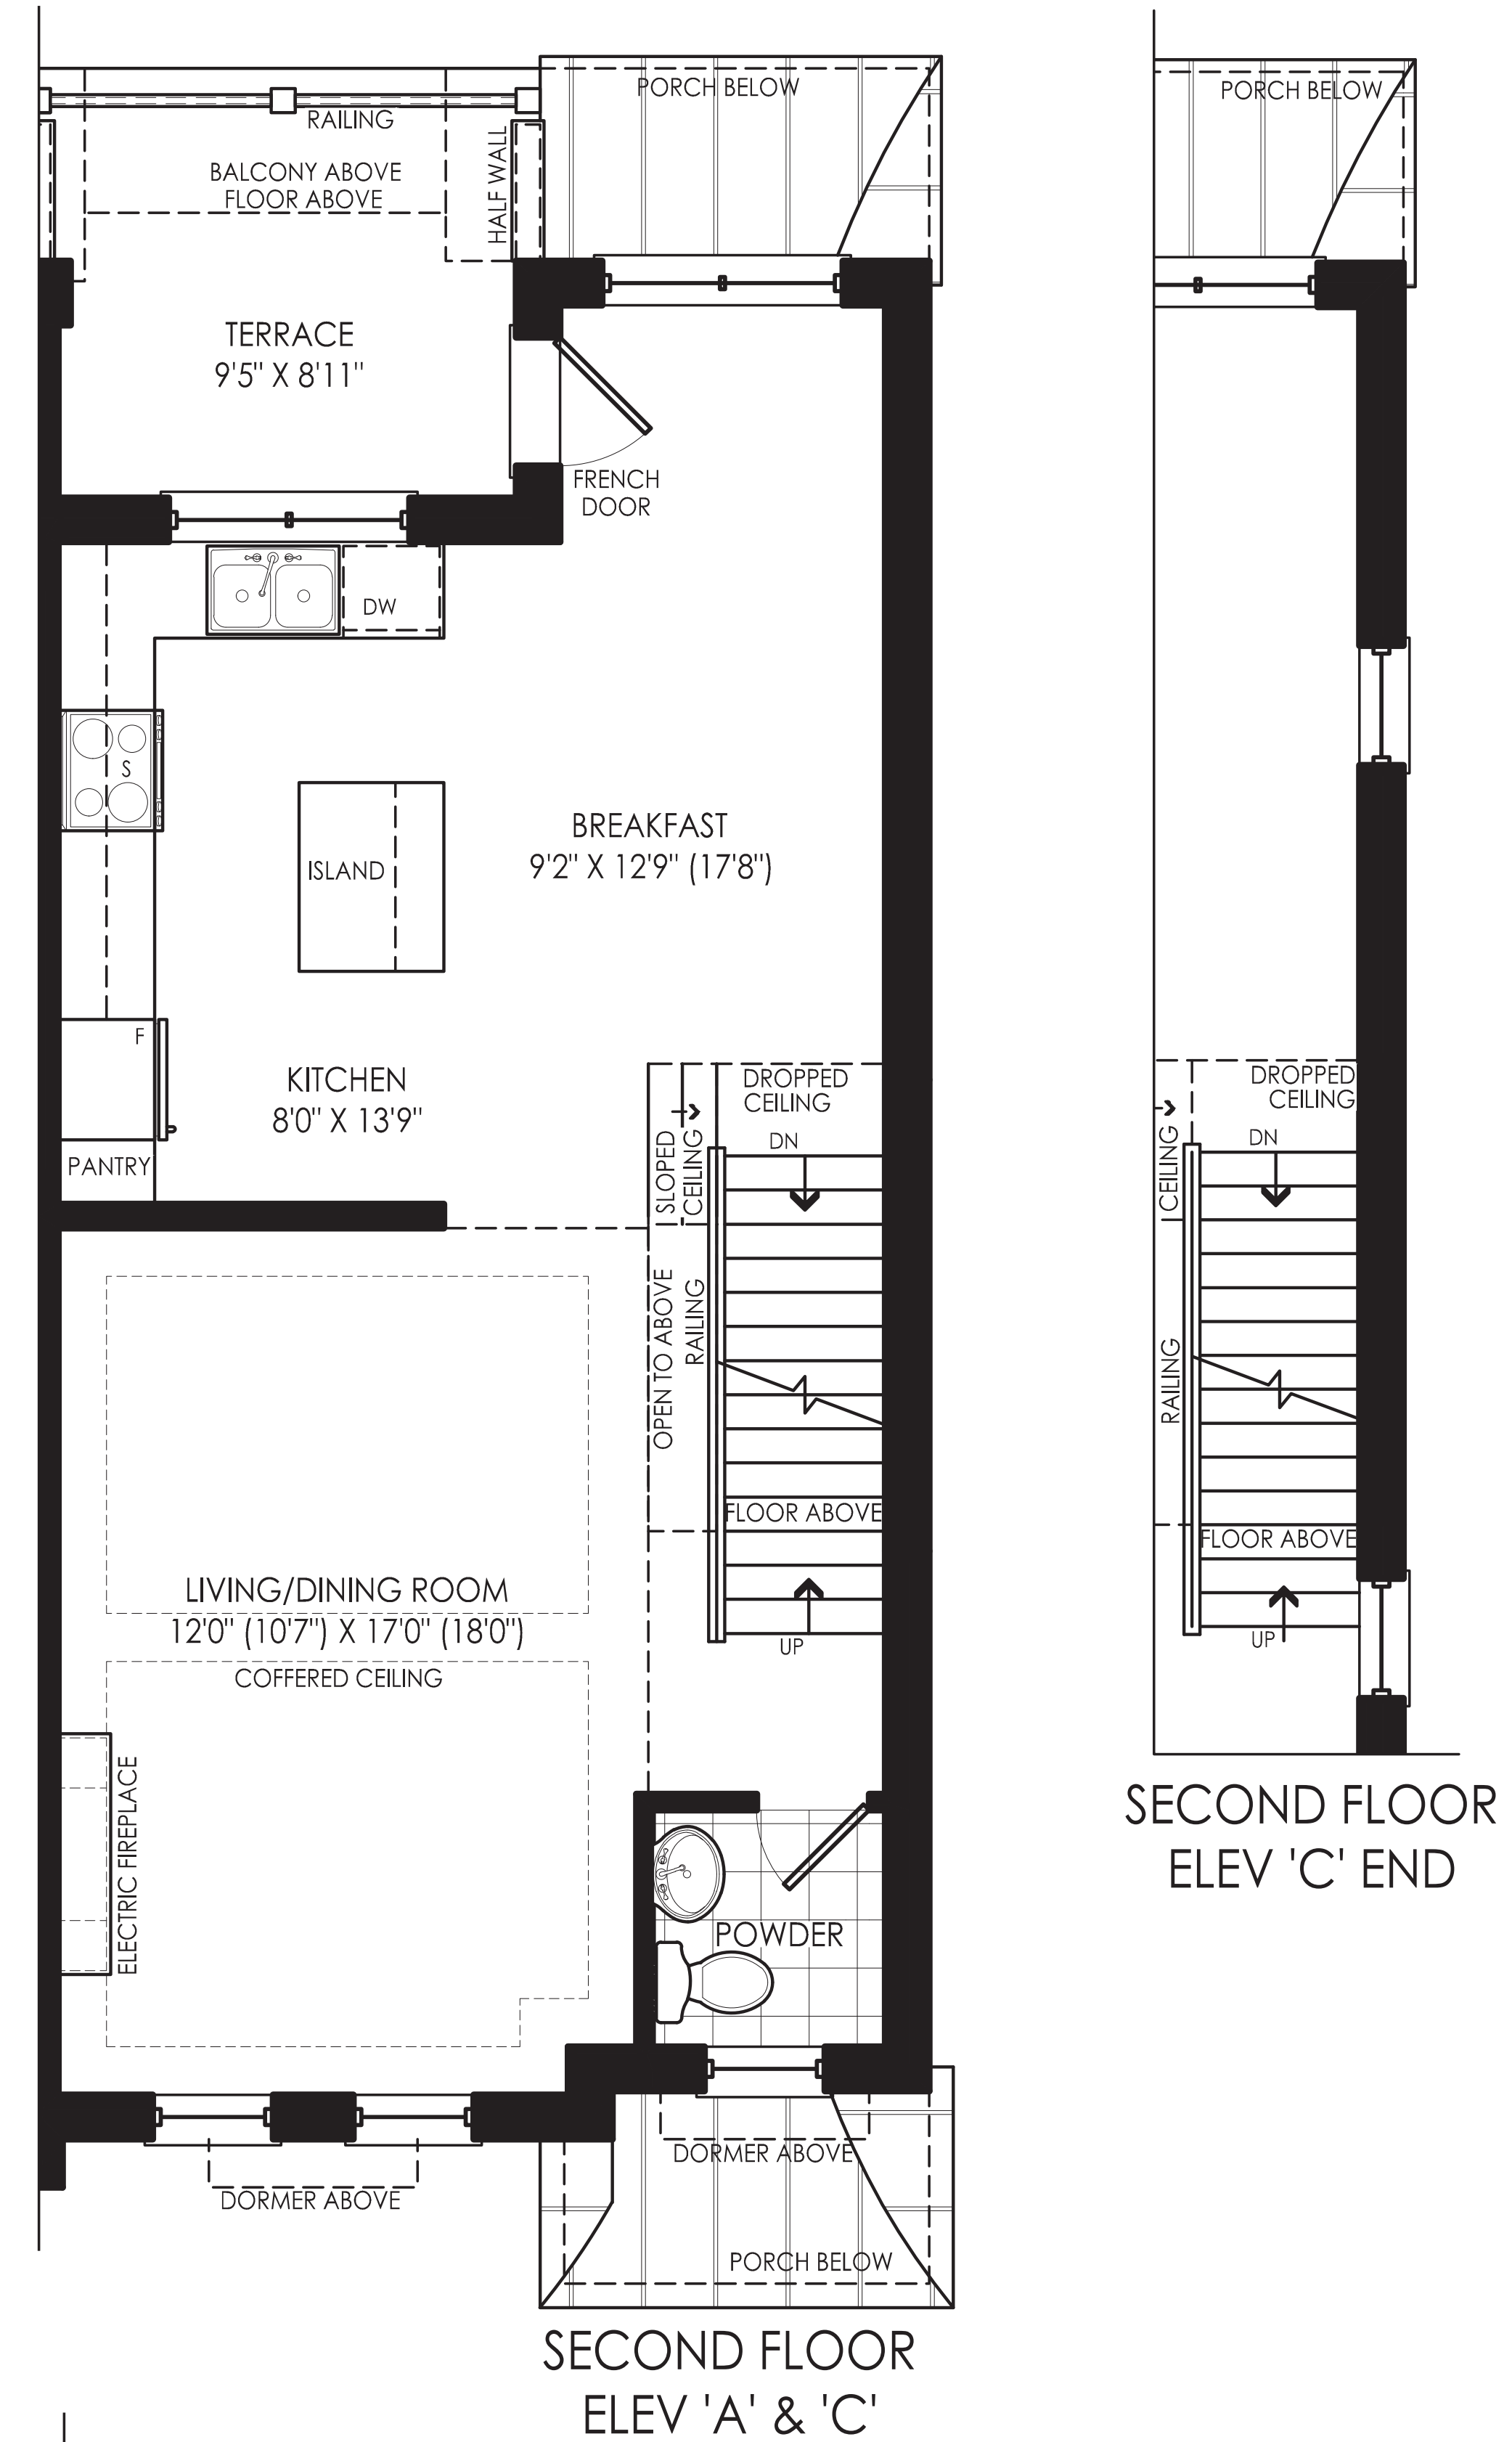 PORCH BELOW
RAILING
BALCONY ABOVE
FLOOR ABOVE
HALF WALL
TERRACE
9'5" X 8'11"
FRENCH
DOOR
DW
S
ISLAND
BREAKFAST
9'2" X 12'9" (17'8")
F
KITCHEN
8'0" X 13'9"
PANTRY
DROPPED
CEILING
SLOPED
CEILING
DN
OPEN TO ABOVE
RAILING
FLOOR ABOVE
UP
LIVING/DINING ROOM
12'0" (10'7") X 17'0" (18'0")
COFFERED CEILING
ELECTRIC FIREPLACE
POWDER
DORMER ABOVE
DORMER ABOVE
PORCH BELOW
SECOND FLOOR
ELEV 'A' & 'C'
PORCH BELOW
DROPPED
CEILING
CEILING
DN
RAILING
FLOOR ABOVE
UP
SECOND FLOOR
ELEV 'C' END